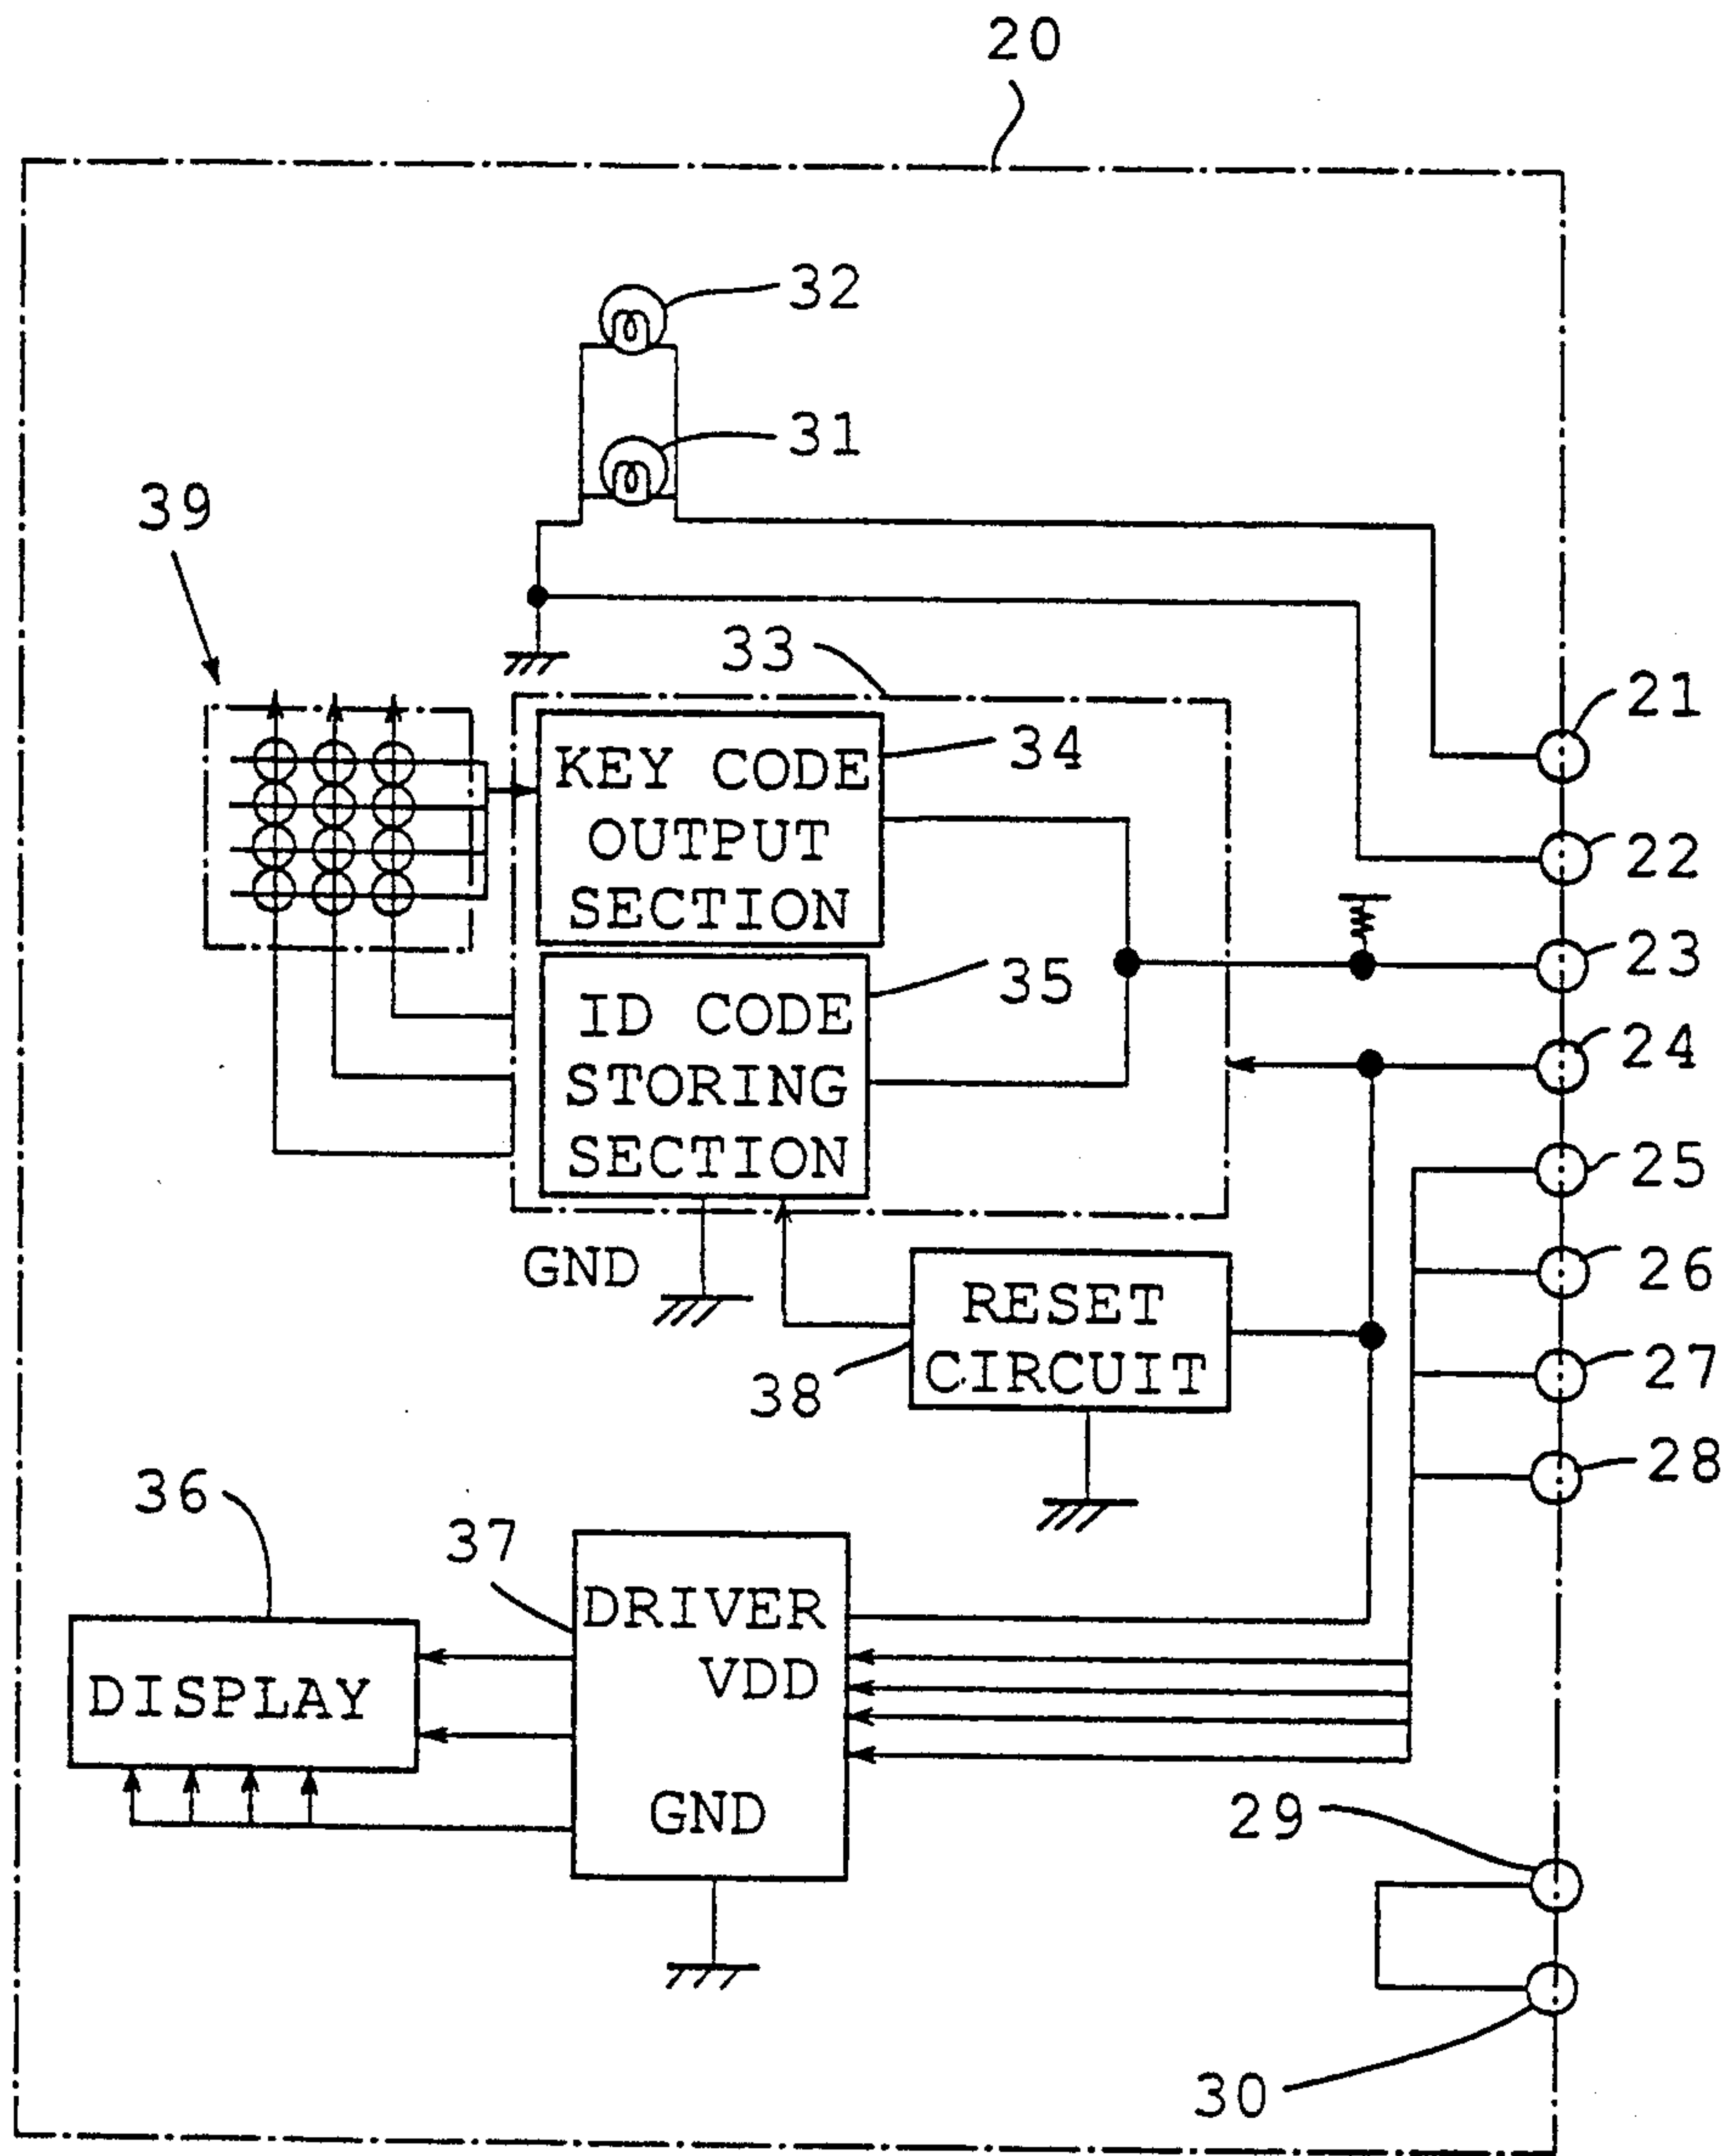 20
32
31
39
33
21
KEY CODE
OUTPUT
SECTION
34
22
23
ID CODE
STORING
SECTION
35
24
25
GND
26
RESET
CIRCUIT
38
27
28
36
37
DRIVER
VDD
GND
DISPLAY
29
30